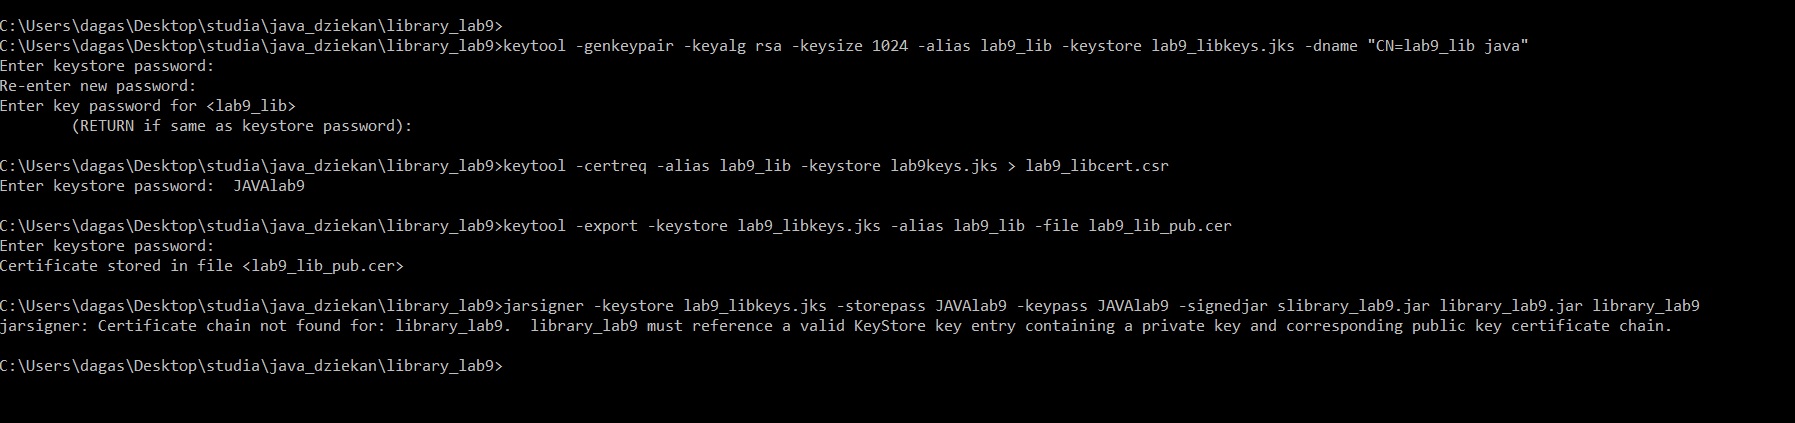 C:\Users\dagas\Desktop\studia\java_dziekan\library_lab9>
C:\Users\dagas\Desktop\studia\java_dziekan\library_lab9>keytool -genkeypair -keyalg rsa -keysize 1024 -alias lab9_lib -keystore lab9_libkeys.jks -dname "CN=lab9_lib java"
Enter keystore password:
Re-enter new password:
Enter key password for <lab9_lib>
        (RETURN if same as keystore password):
C:\Users\dagas\Desktop\studia\java_dziekan\library_lab9>keytool -certreq -alias lab9_lib -keystore lab9keys.jks > lab9_libcert.csr
Enter keystore password:  JAVAlab9
C:\Users\dagas\Desktop\studia\java_dziekan\library_lab9>keytool -export -keystore lab9_libkeys.jks -alias lab9_lib -file lab9_lib_pub.cer
Enter keystore password:
Certificate stored in file <lab9_lib_pub.cer>
C:\Users\dagas\Desktop\studia\java_dziekan\library_lab9>jarsigner -keystore lab9_libkeys.jks -storepass JAVAlab9 -keypass JAVAlab9 -signedjar slibrary_lab9.jar library_lab9.jar library_lab9
jarsigner: Certificate chain not found for: library_lab9.  library_lab9 must reference a valid KeyStore key entry containing a private key and corresponding public key certificate chain.
C:\Users\dagas\Desktop\studia\java_dziekan\library_lab9>